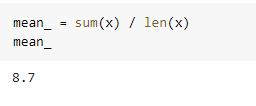 mean_ = sum(x) / len(x)
mean_
8.7